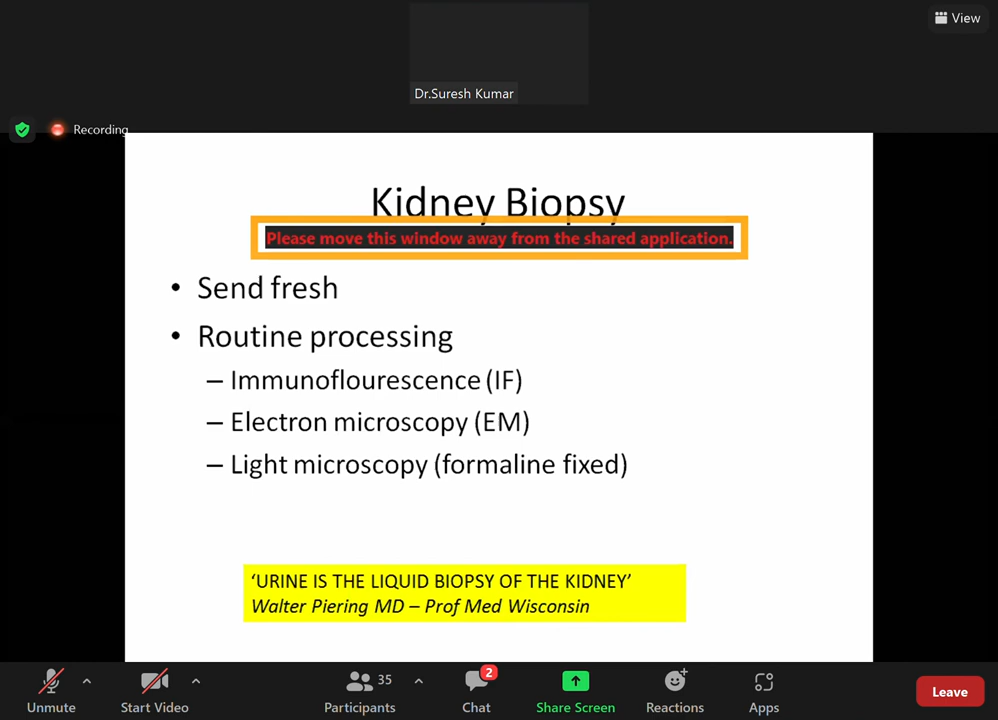 View
Dr.Suresh Kumar
Recording
Kidney Biopsy
Please move this window away from the shared application.
• Send fresh
• Routine processing
– Immunoflourescence (IF)
– Electron microscopy (EM)
– Light microscopy (formaline fixed)
‘URINE IS THE LIQUID BIOPSY OF THE KIDNEY’
Walter Piering MD – Prof Med Wisconsin
35
2
Unmute
Start Video
Participants
Chat
Share Screen
Reactions
Apps
Leave